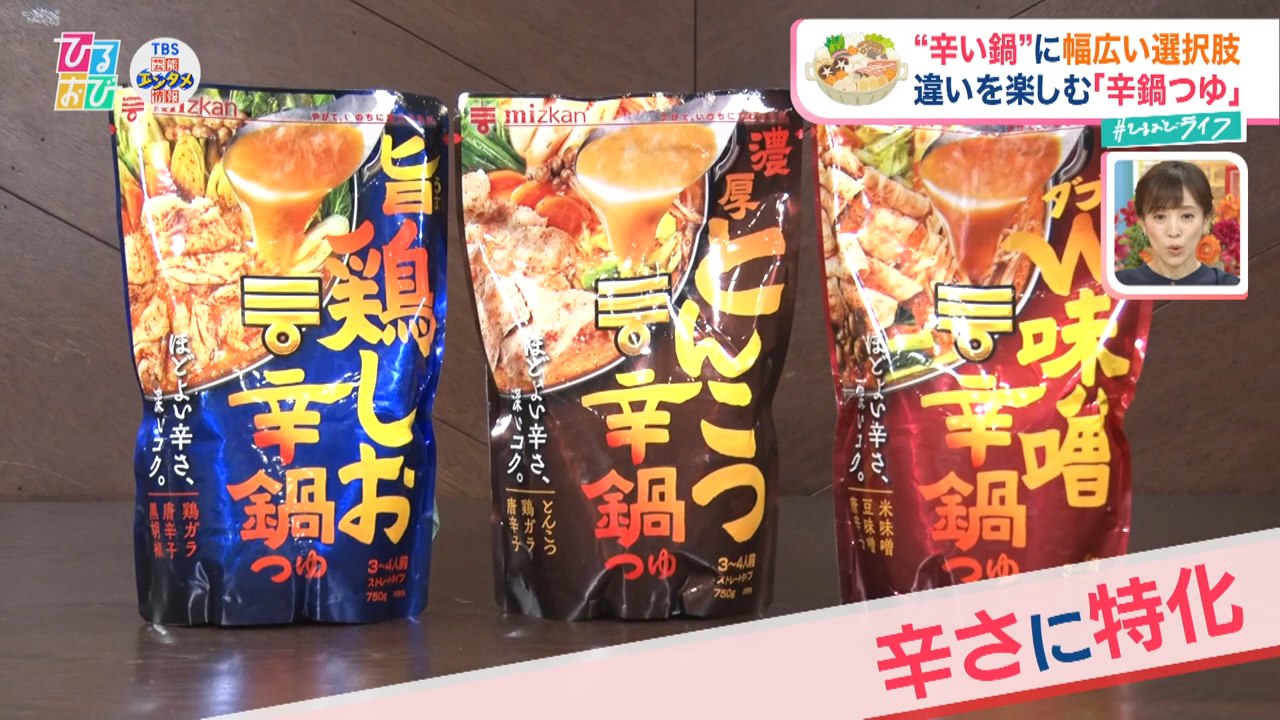 ひるおび
TBS
芸能
エンタメ
情報
“辛い鍋”に幅広い選択肢
違いを楽しむ「辛鍋つゆ」
#ひるおびライフ
mizkan
旨
鶏しお
辛鍋つゆ
ほどよい辛さ、
深いコク。
鶏ガラ
唐辛子
黒胡椒
3〜4人前
ストレートタイプ
750g
mizkan
濃厚
とんこつ
辛鍋つゆ
ほどよい辛さ、
深いコク。
とんこつ
鶏ガラ
唐辛子
3〜4人前
ストレートタイプ
750g
W味噌
辛鍋つゆ
ほどよい辛さ、
深いコク。
米味噌
豆味噌
辛さに特化